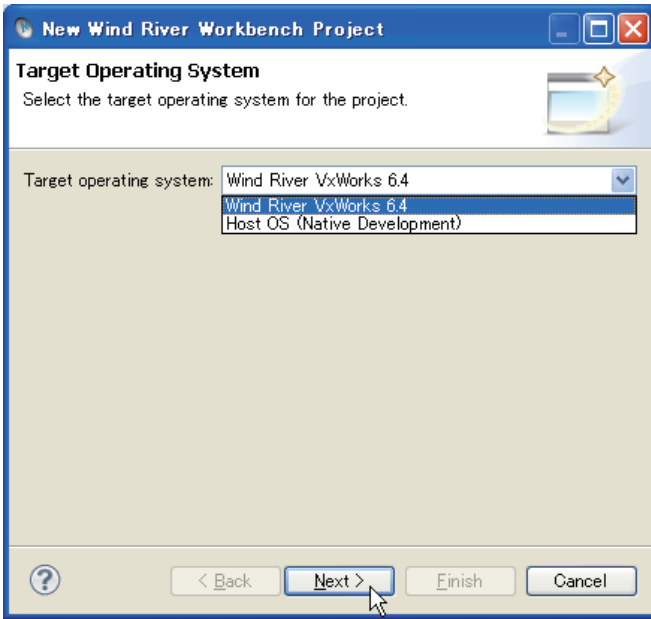 New Wind River Workbench Project
Target Operating System
Select the target operating system for the project.
Target operating system: Wind River VxWorks 6.4
Wind River VxWorks 6.4
Host OS (Native Development)
? < Back Next > Finish Cancel